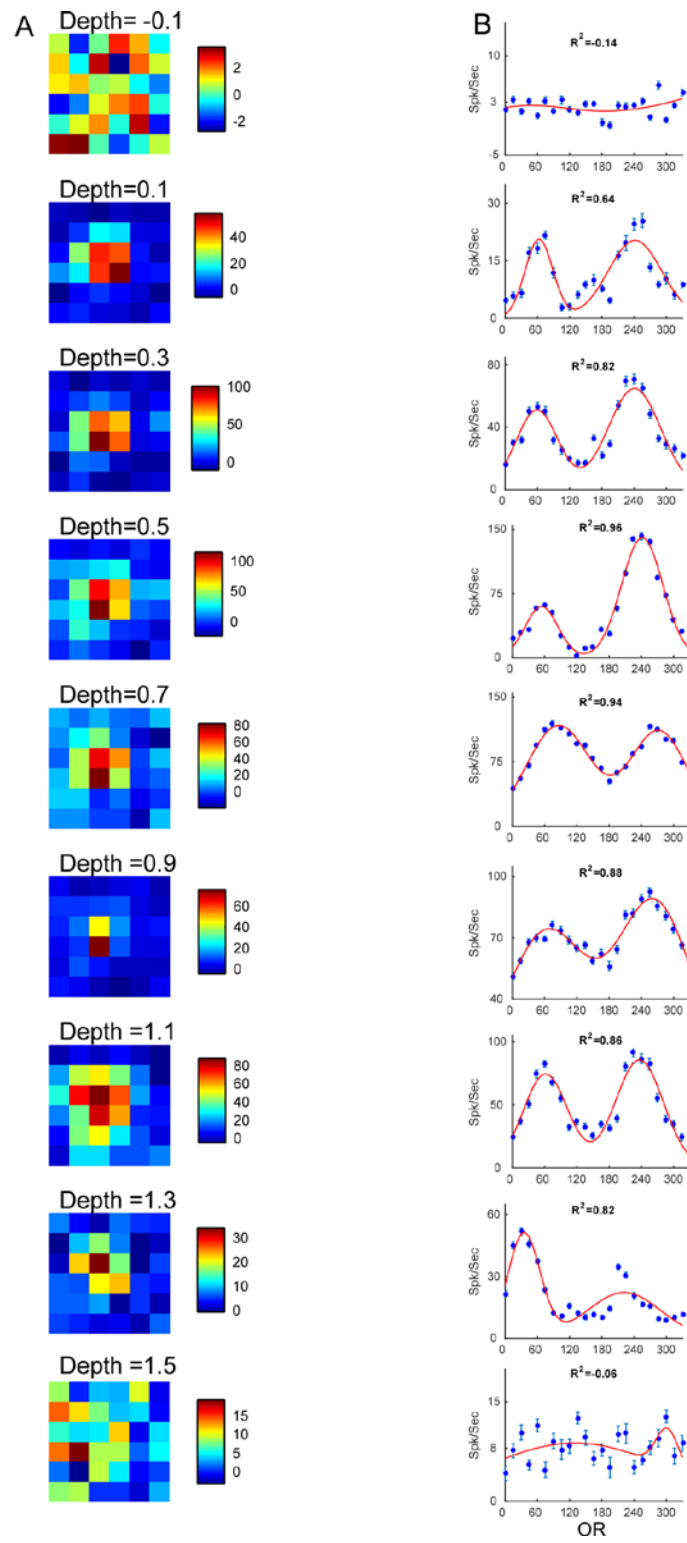 A
B
Depth= -0.1
2
0
-2
R²=-0.14
Spk/Sec
10
3
-5
0 60 120 180 240 300
Depth=0.1
40
20
0
R²=0.64
Spk/Sec
30
15
0
0 60 120 180 240 300
Depth=0.3
100
50
0
R²=0.82
Spk/Sec
80
40
0
0 60 120 180 240 300
Depth=0.5
100
50
0
R²=0.96
Spk/Sec
150
75
0
0 60 120 180 240 300
Depth=0.7
80
60
40
20
0
R²=0.94
Spk/Sec
150
75
0
0 60 120 180 240 300
Depth =0.9
60
40
20
0
R²=0.88
Spk/Sec
100
70
40
0 60 120 180 240 300
Depth =1.1
80
60
40
20
0
R²=0.86
Spk/Sec
100
50
0
0 60 120 180 240 300
Depth =1.3
30
20
10
0
R²=0.82
Spk/Sec
60
30
0
0 60 120 180 240 300
Depth =1.5
15
10
5
0
R²=-0.06
Spk/Sec
15
8
0
0 60 120 180 240 300
OR